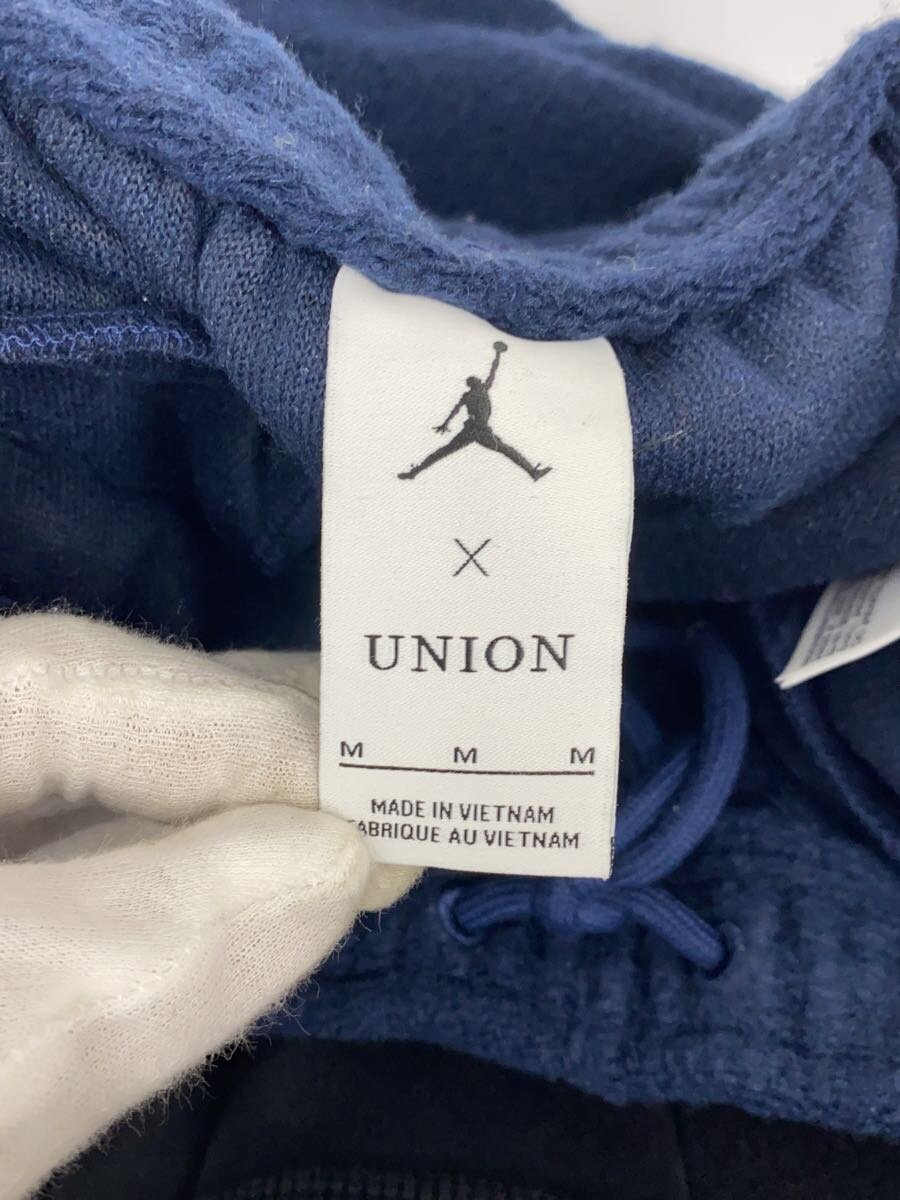 ×
UNION
M M M
MADE IN VIETNAM
FABRIQUE AU VIETNAM